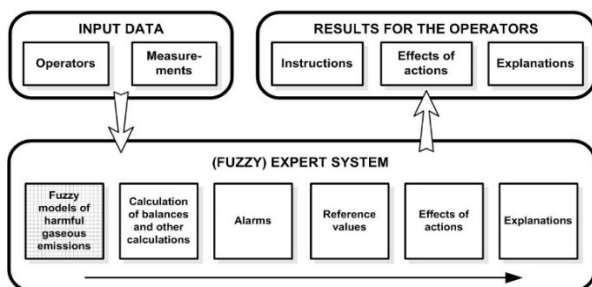 INPUT DATA
Operators
Measure-
ments
RESULTS FOR THE OPERATORS
Instructions
Effects of
actions
Explanations
(FUZZY) EXPERT SYSTEM
Fuzzy
models of
harmful
gaseous
emissions
Calculation
of balances
and other
calculations
Alarms
Reference
values
Effects of
actions
Explanations